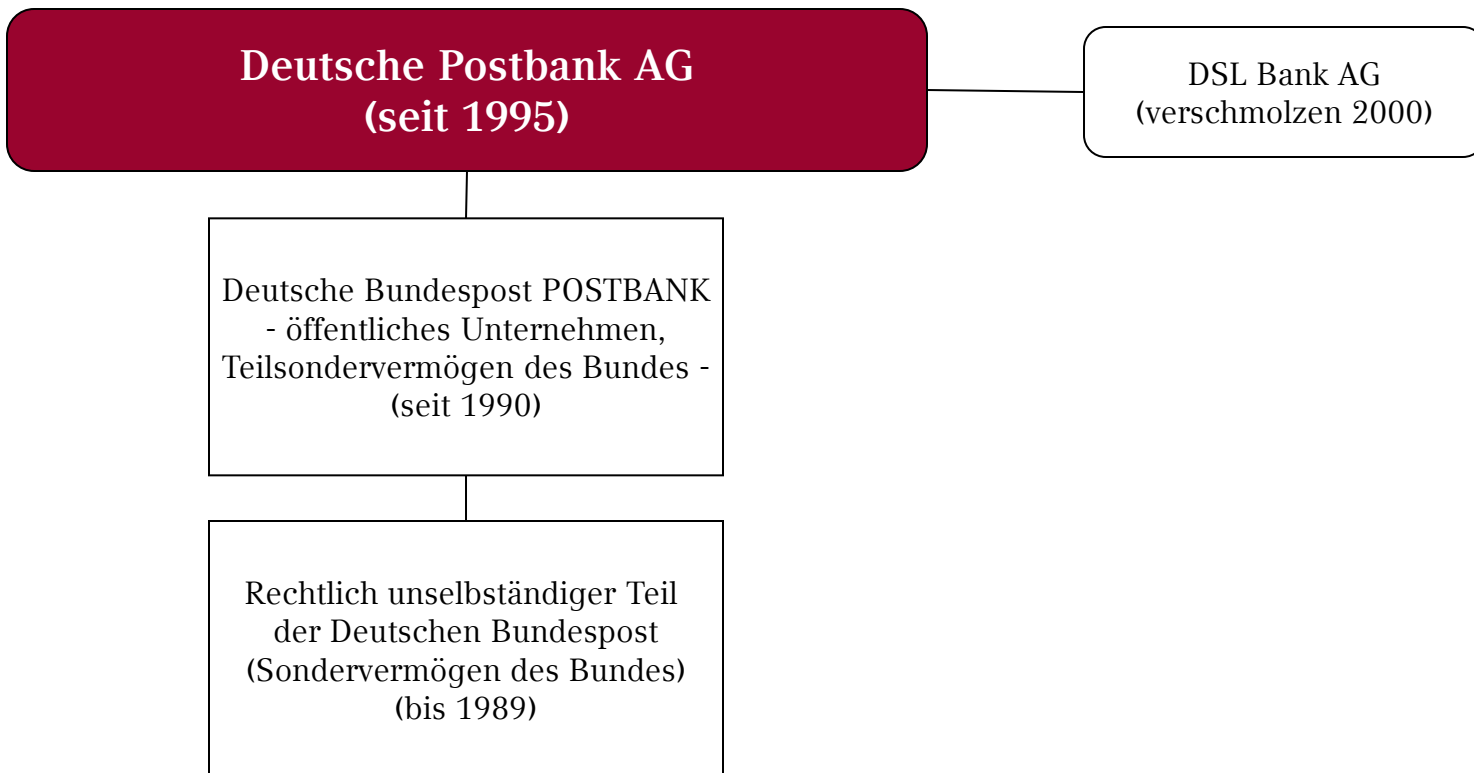 Deutsche Postbank AG
(seit 1995)
DSL Bank AG
(verschmolzen 2000)
Deutsche Bundespost POSTBANK
- öffentliches Unternehmen,
Teilsondervermögen des Bundes -
(seit 1990)
Rechtlich unselbständiger Teil
der Deutschen Bundespost
(Sondervermögen des Bundes)
(bis 1989)